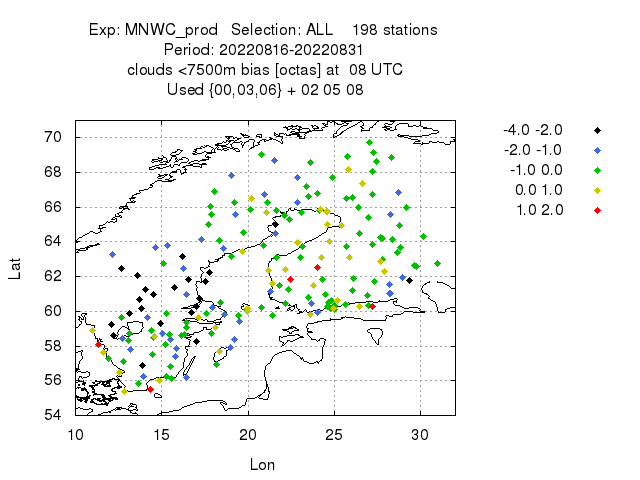 Exp: MNWC_prod   Selection: ALL    198 stations
Period: 20220816-20220831
clouds <7500m bias [octas] at  08 UTC
Used {00,03,06} + 02 05 08
-4.0 -2.0
-2.0 -1.0
-1.0 0.0
0.0 1.0
1.0 2.0
70
68
66
64
62
60
58
56
54
Lat
10 15 20 25 30
Lon